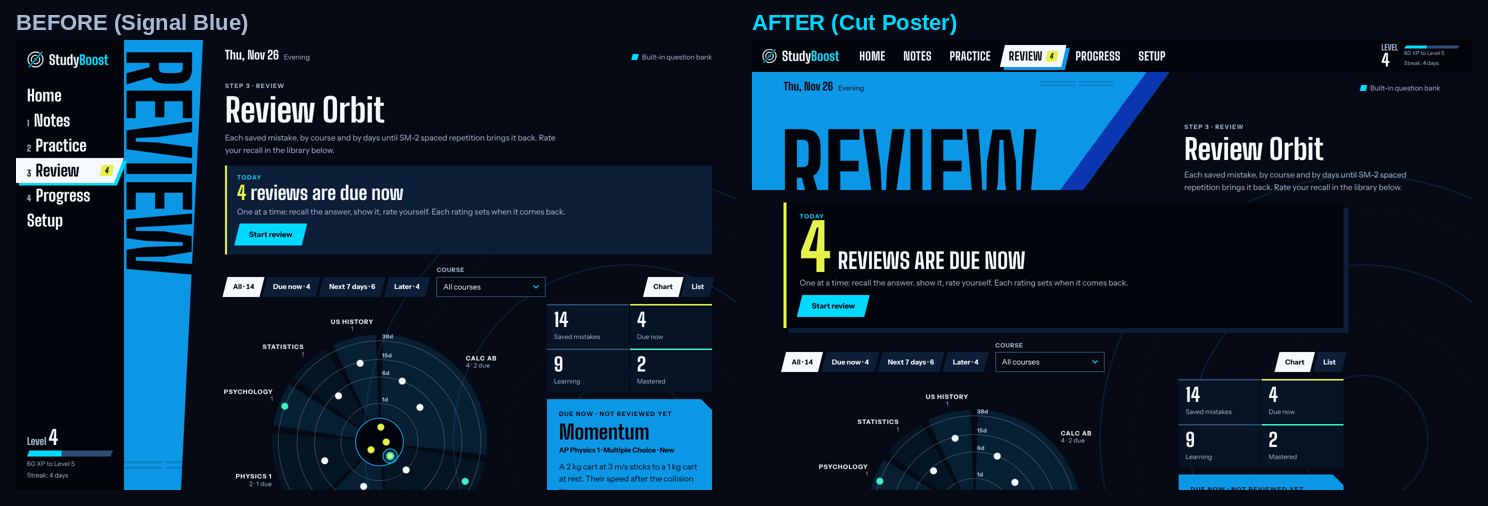 BEFORE (Signal Blue)
StudyBoost
Home
1 Notes
2 Practice
3 Review 4
4 Progress
Setup
Level 4
60 XP to Level 5
Streak: 4 days
REVIEW
Thu, Nov 26 Evening
Built-in question bank
STEP 3 · REVIEW
Review Orbit
Each saved mistake, by course and by days until SM-2 spaced repetition brings it back. Rate
your recall in the library below.
TODAY
4 reviews are due now
One at a time: recall the answer, show it, rate yourself. Each rating sets when it comes back.
Start review
All · 14
Due now · 4
Next 7 days · 6
Later · 4
COURSE
All courses
Chart
List
US HISTORY
1
STATISTICS
1
PSYCHOLOGY
1
PHYSICS 1
2 · 1 due
CALC AB
4 · 2 due
38d
15d
6d
1d
14
Saved mistakes
4
Due now
9
Learning
2
Mastered
DUE NOW · NOT REVIEWED YET
Momentum
AP Physics 1 · Multiple Choice · New
A 2 kg cart at 3 m/s sticks to a 1 kg cart
at rest. Their speed after the collision
AFTER (Cut Poster)
StudyBoost
HOME
NOTES
PRACTICE
REVIEW 4
PROGRESS
SETUP
LEVEL
4
60 XP to Level 5
Streak: 4 days
Thu, Nov 26 Evening
Built-in question bank
REVIEW
STEP 3 · REVIEW
Review Orbit
Each saved mistake, by course and by days until SM-2 spaced
repetition brings it back. Rate your recall in the library below.
TODAY
4 REVIEWS ARE DUE NOW
One at a time: recall the answer, show it, rate yourself. Each rating sets when it comes back.
Start review
All · 14
Due now · 4
Next 7 days · 6
Later · 4
COURSE
All courses
Chart
List
US HISTORY
1
STATISTICS
1
PSYCHOLOGY
1
CALC AB
4 · 2 due
38d
15d
6d
1d
14
Saved mistakes
4
Due now
9
Learning
2
Mastered
DUE NOW · NOT REVIEWED YET